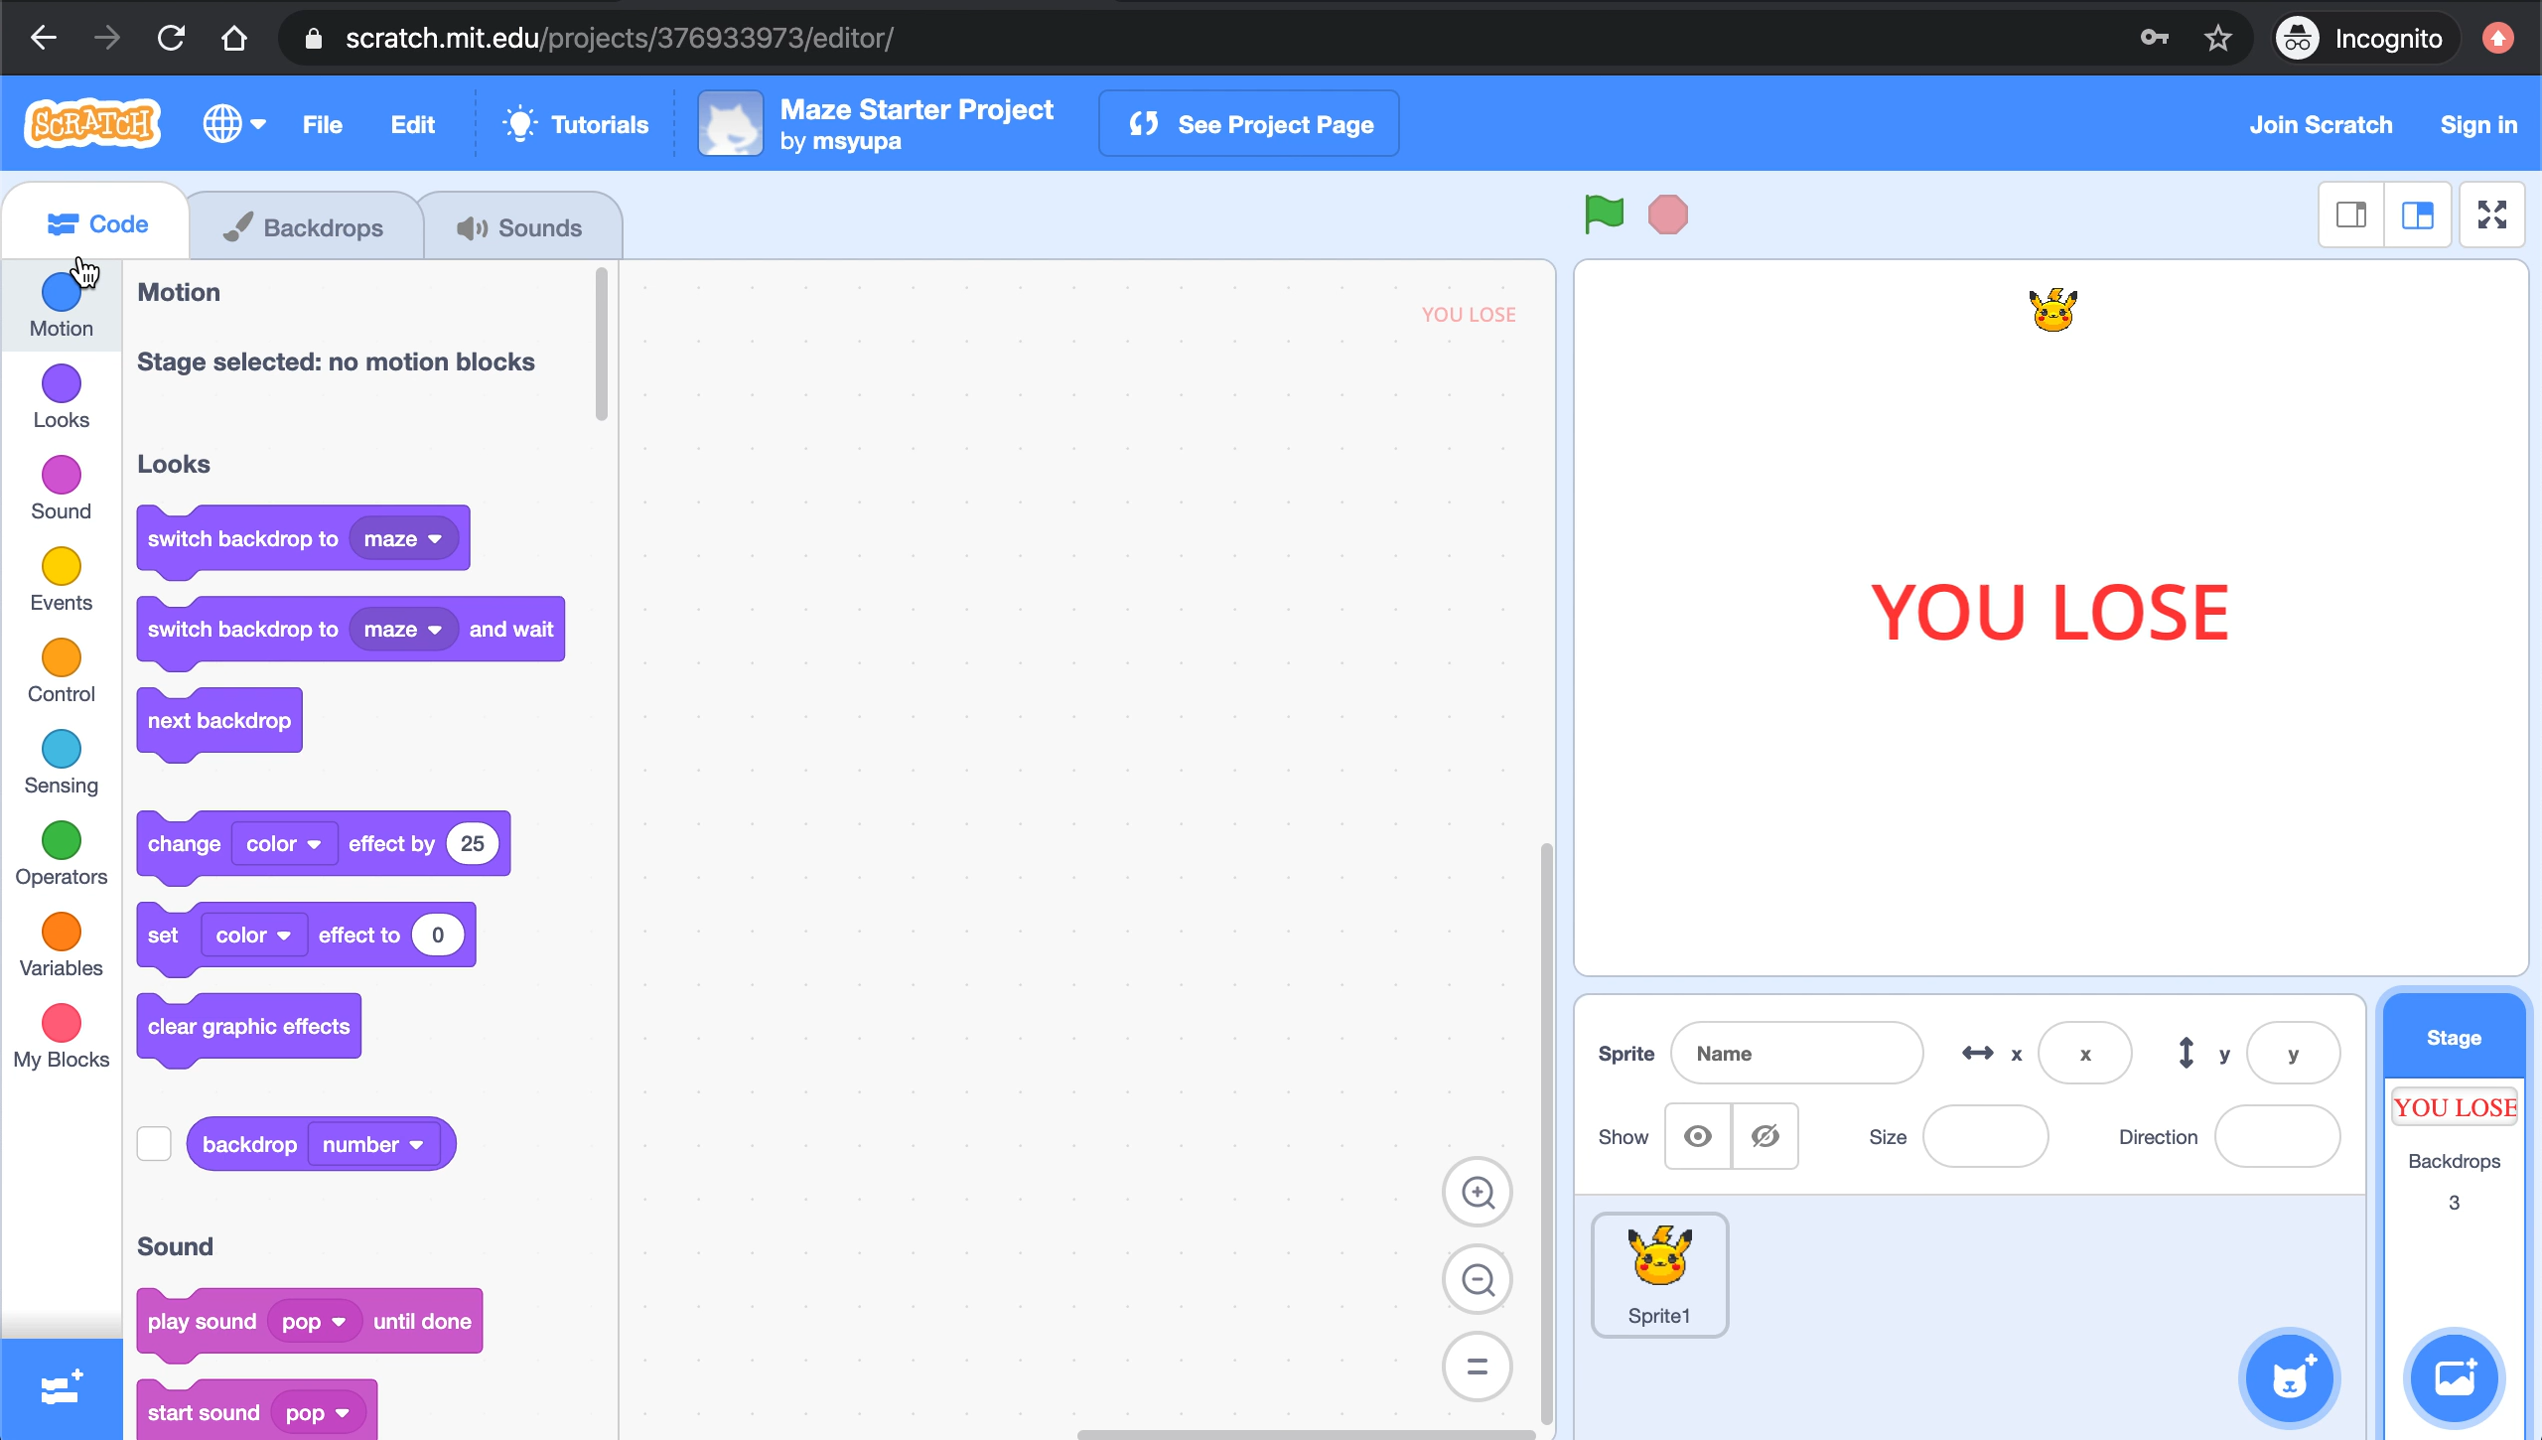 scratch.mit.edu/projects/376933973/editor/
Incognito
SCRATCH
File
Edit
Tutorials
Maze Starter Project
by msyupa
See Project Page
Join Scratch
Sign in
Code
Backdrops
Sounds
Motion
Looks
Sound
Events
Control
Sensing
Operators
Variables
My Blocks
Motion
Stage selected: no motion blocks
Looks
switch backdrop to maze
switch backdrop to maze and wait
next backdrop
change color effect by 25
set color effect to 0
clear graphic effects
backdrop number
Sound
play sound pop until done
start sound pop
YOU LOSE
YOU LOSE
Sprite Name x x y y
Show Size Direction
Sprite1
Stage
YOU LOSE
Backdrops
3